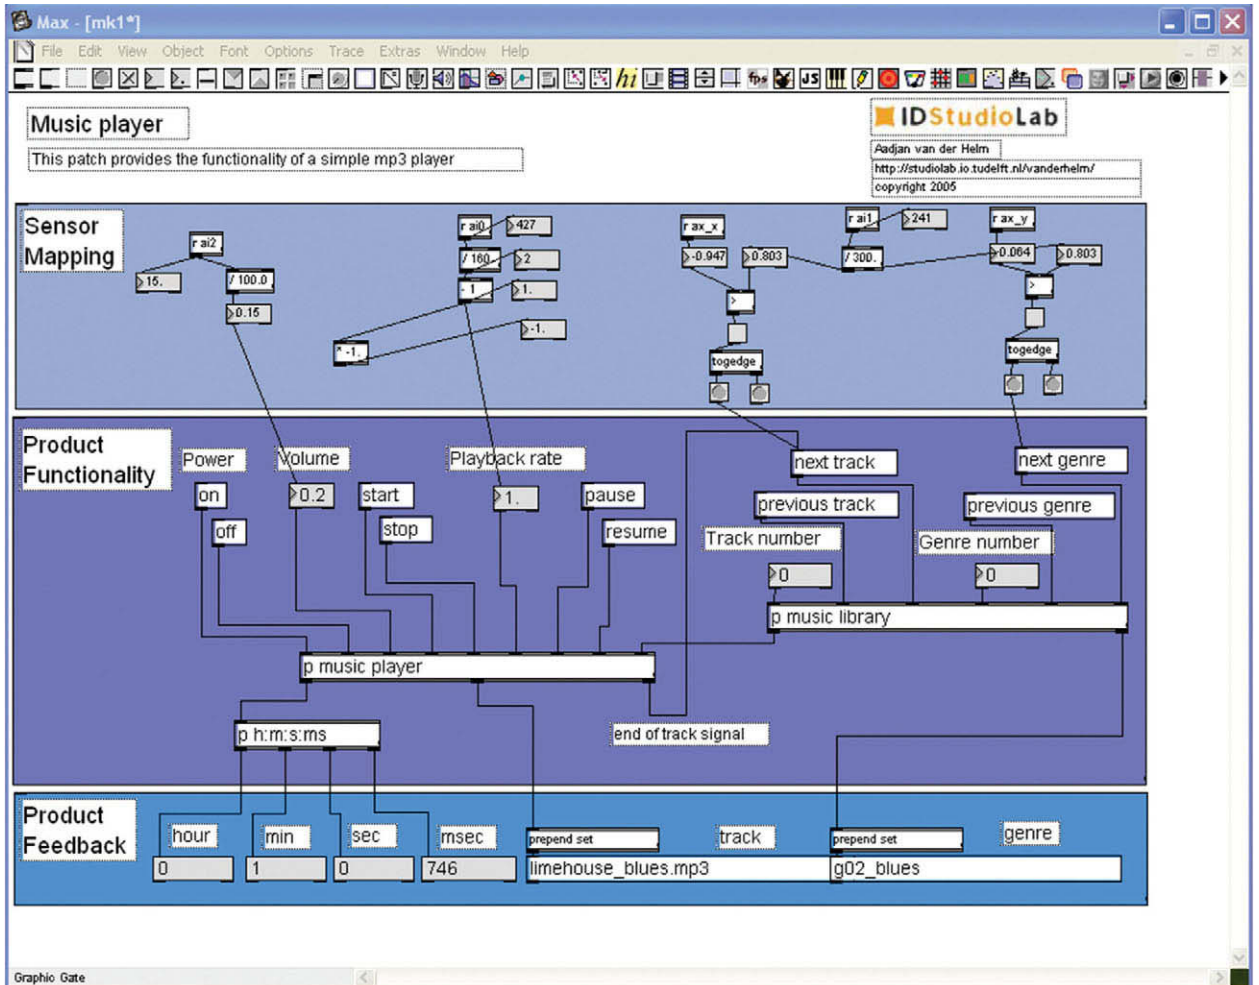 Max - [mk1*]
File Edit View Object Font Options Trace Extras Window Help
hi fps JS
Music player
This patch provides the functionality of a simple mp3 player
IDStudioLab
Aadjan van der Helm
http://studiolab.io.tudelft.nl/vanderhelm/
copyright 2005
Sensor
Mapping
r ai2
15.
/ 100.0
0.15
r ai0
427
/ 160.
2
- 1
1.
* -1.
-1.
r ax_x
-0.947
0.803
>
togedge
r ai1
241
/ 300.
r ax_y
-0.064
0.803
>
togedge
Product
Functionality
Power
on
off
Volume
0.2
start
stop
Playback rate
1.
pause
resume
next track
previous track
Track number
0
next genre
previous genre
Genre number
0
p music library
p music player
p h:m:s:ms
end of track signal
Product
Feedback
hour
0
min
1
sec
0
msec
746
prepend set
track
limehouse_blues.mp3
prepend set
genre
g02_blues
Graphic Gate